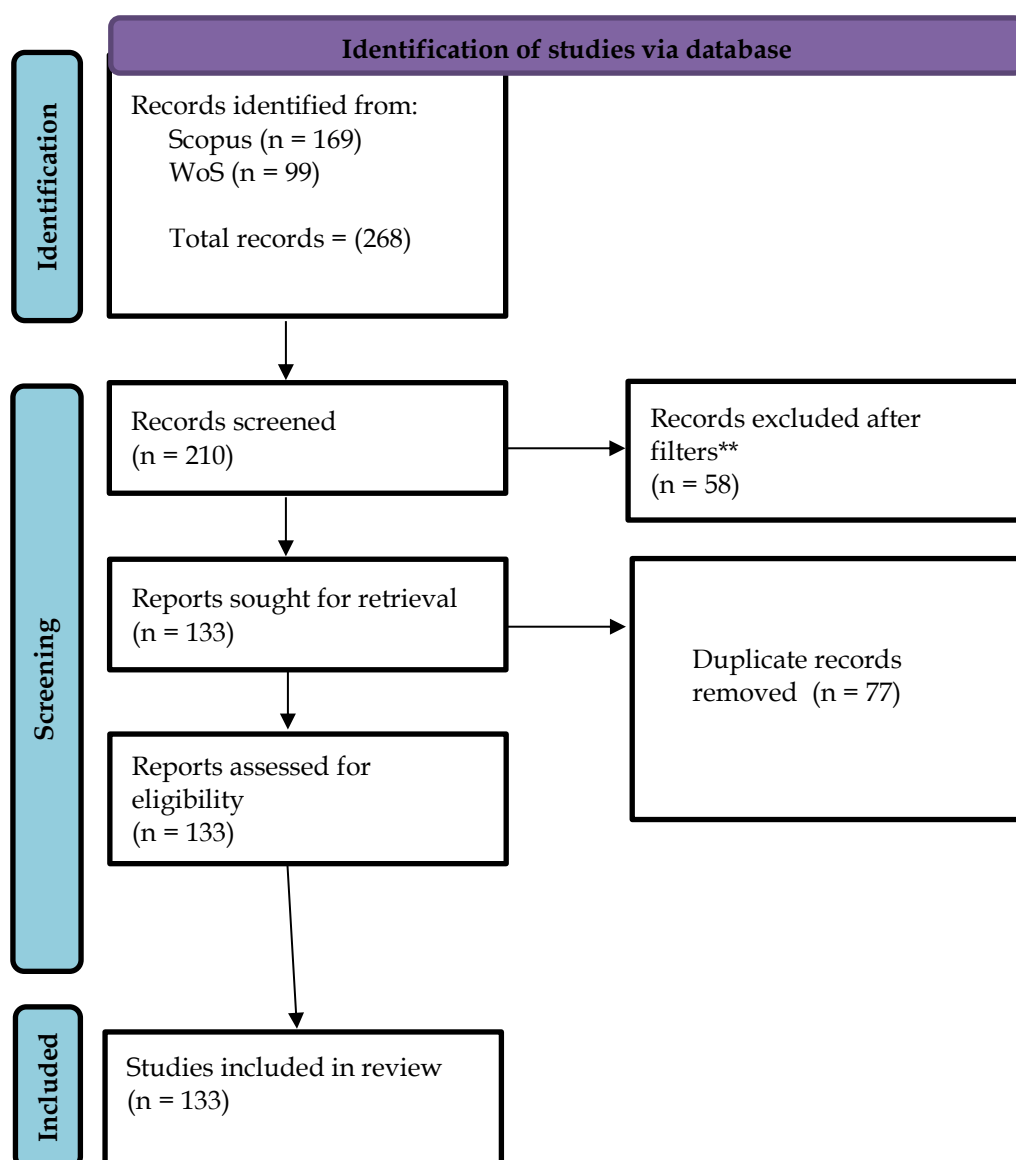 Identification of studies via database
Identification
Records identified from:
Scopus (n = 169)
WoS (n = 99)
Total records = (268)
Screening
Records screened
(n = 210)
Records excluded after
filters**
(n = 58)
Reports sought for retrieval
(n = 133)
Duplicate records
removed (n = 77)
Reports assessed for
eligibility
(n = 133)
Included
Studies included in review
(n = 133)